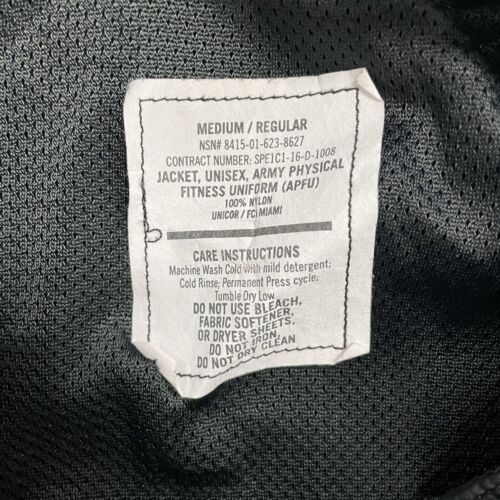 MEDIUM / REGULAR
NSN# 8415-01-623-8627
CONTRACT NUMBER: SPE1C1-16-D-1008
JACKET, UNISEX, ARMY PHYSICAL
FITNESS UNIFORM (APFU)
100% NYLON
UNICOR / FCI MIAMI
CARE INSTRUCTIONS
Machine Wash Cold with mild detergent;
Cold Rinse; Permanent Press cycle;
Tumble Dry Low
DO NOT USE BLEACH,
FABRIC SOFTENER,
OR DRYER SHEETS.
DO NOT IRON,
DO NOT DRY CLEAN